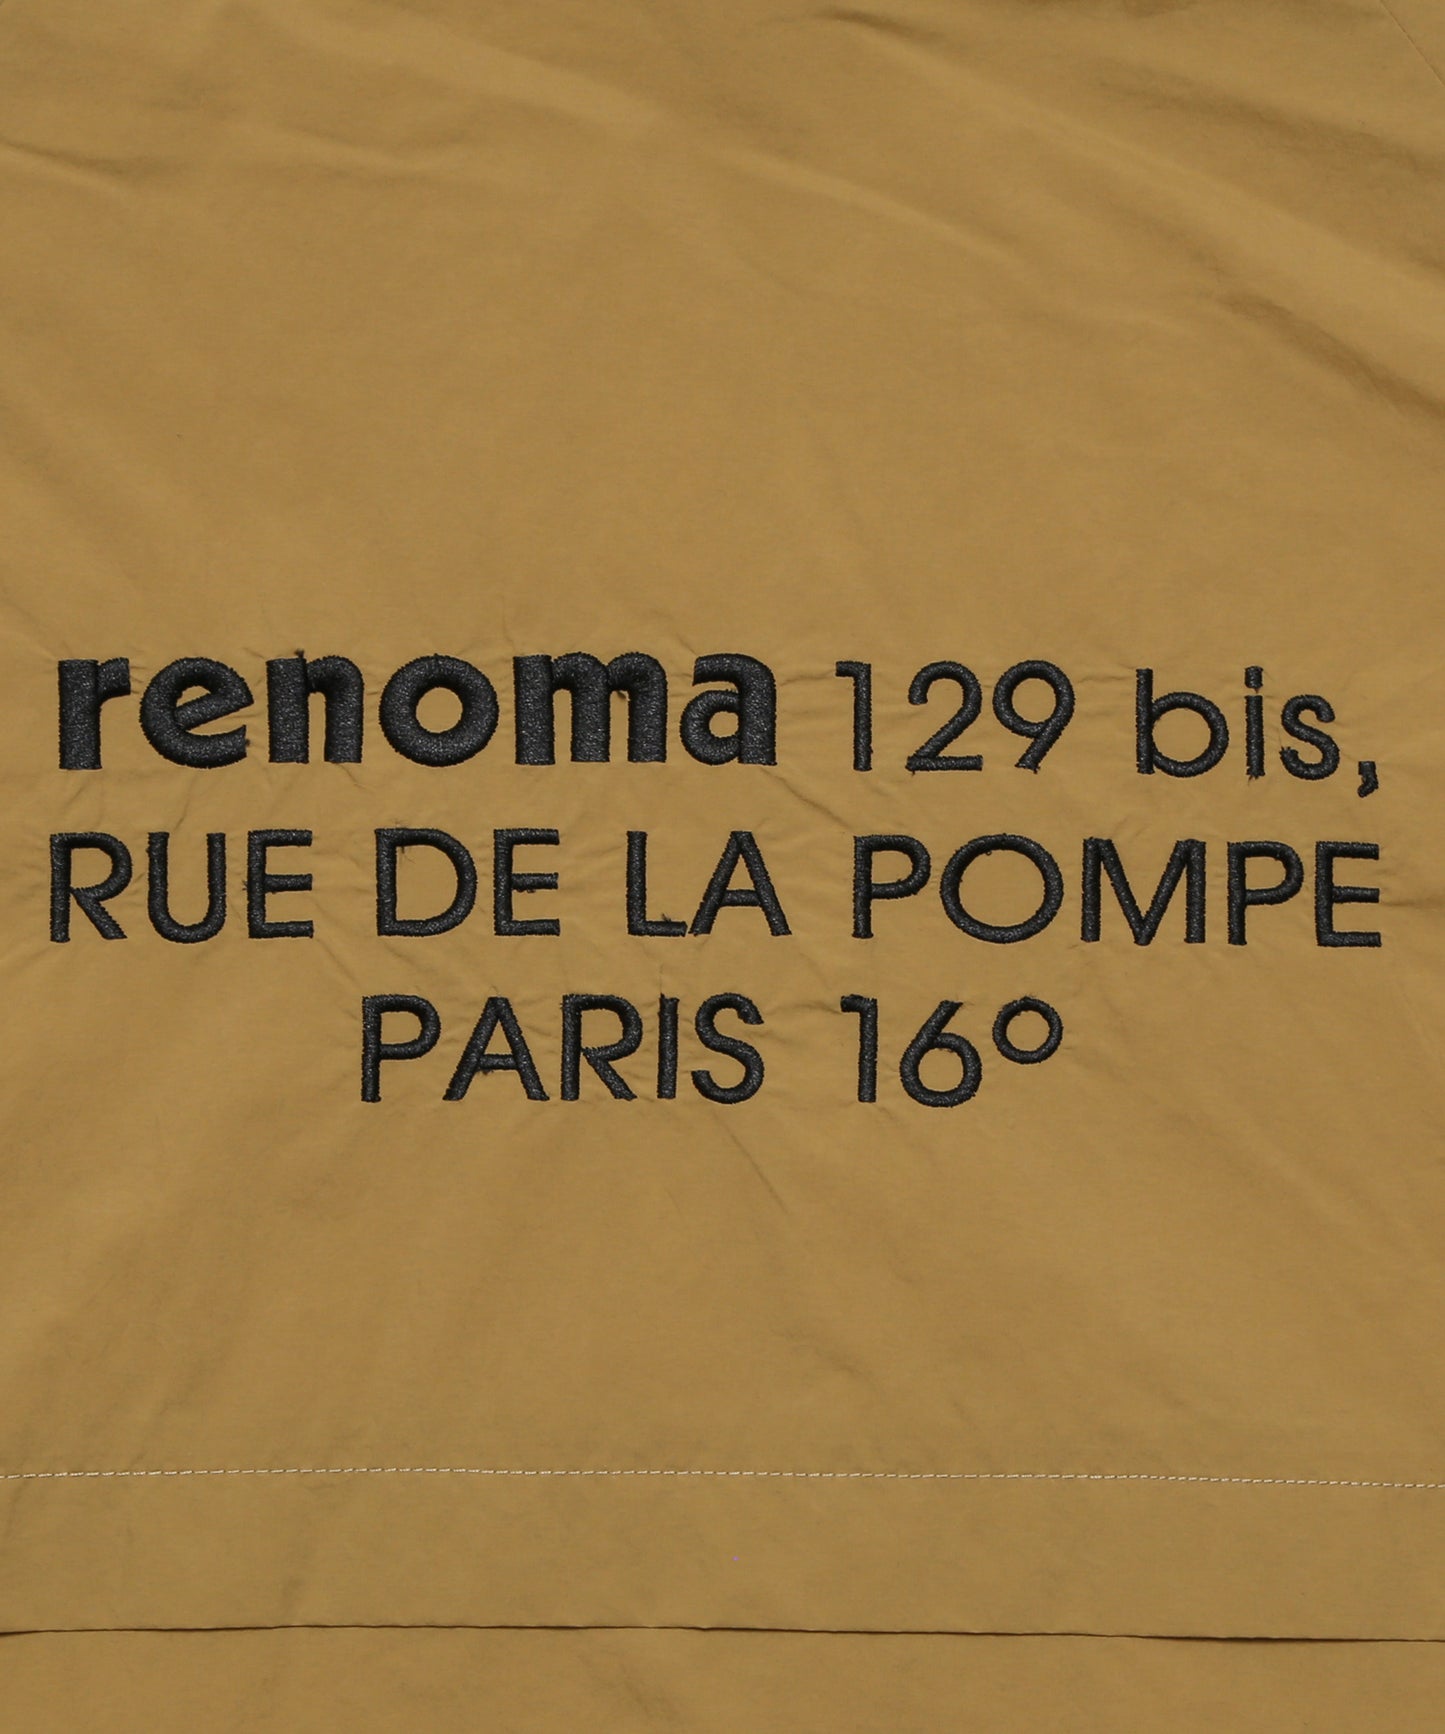 renoma 129 bis,
RUE DE LA POMPE
PARIS 16°